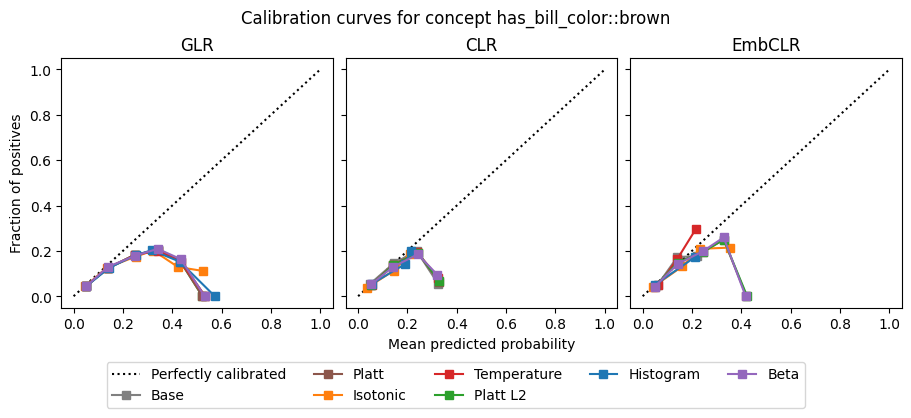 Calibration curves for concept has_bill_color::brown
GLR
CLR
EmbCLR
Fraction of positives
1.0
0.8
0.6
0.4
0.2
0.0
0.0 0.2 0.4 0.6 0.8 1.0
0.0 0.2 0.4 0.6 0.8 1.0
0.0 0.2 0.4 0.6 0.8 1.0
Mean predicted probability
Perfectly calibrated Platt Temperature Histogram Beta
Base Isotonic Platt L2